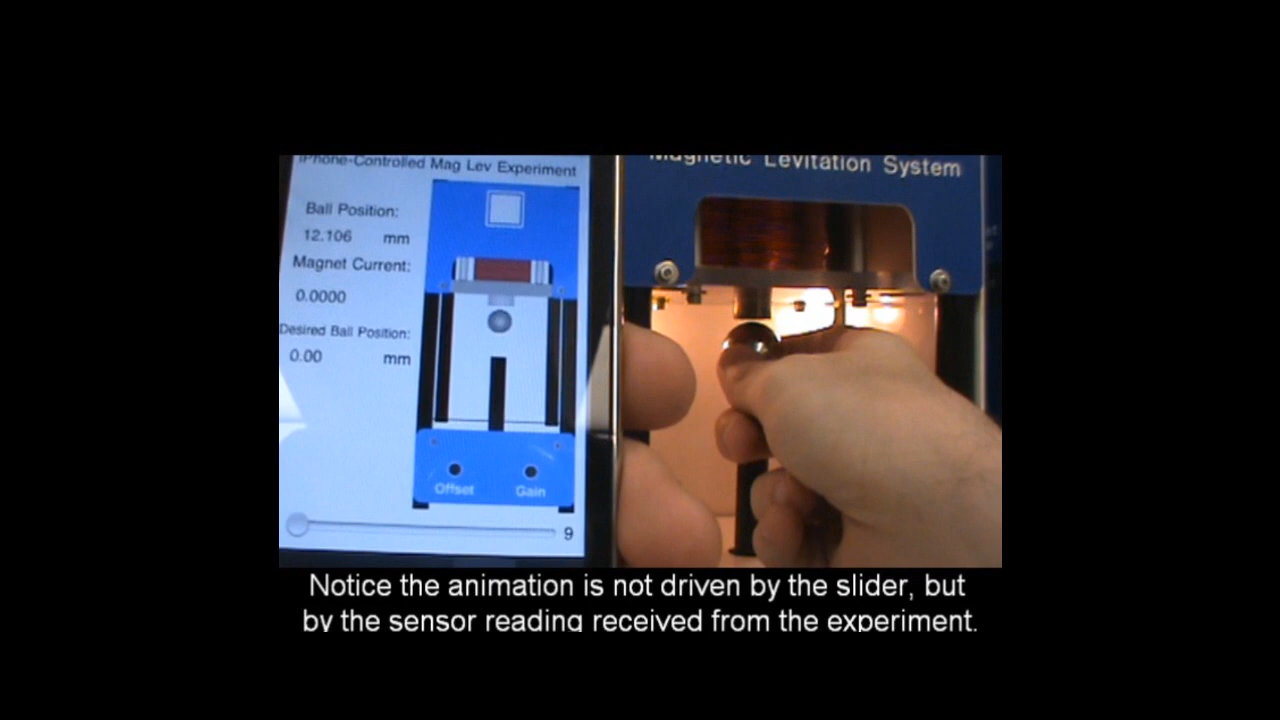 iPhone-Controlled Mag Lev Experiment
Ball Position:
12.106 mm
Magnet Current:
0.0000
Desired Ball Position:
0.00 mm
Offset Gain
9
Magnetic Levitation System
Notice the animation is not driven by the slider, but
by the sensor reading received from the experiment.